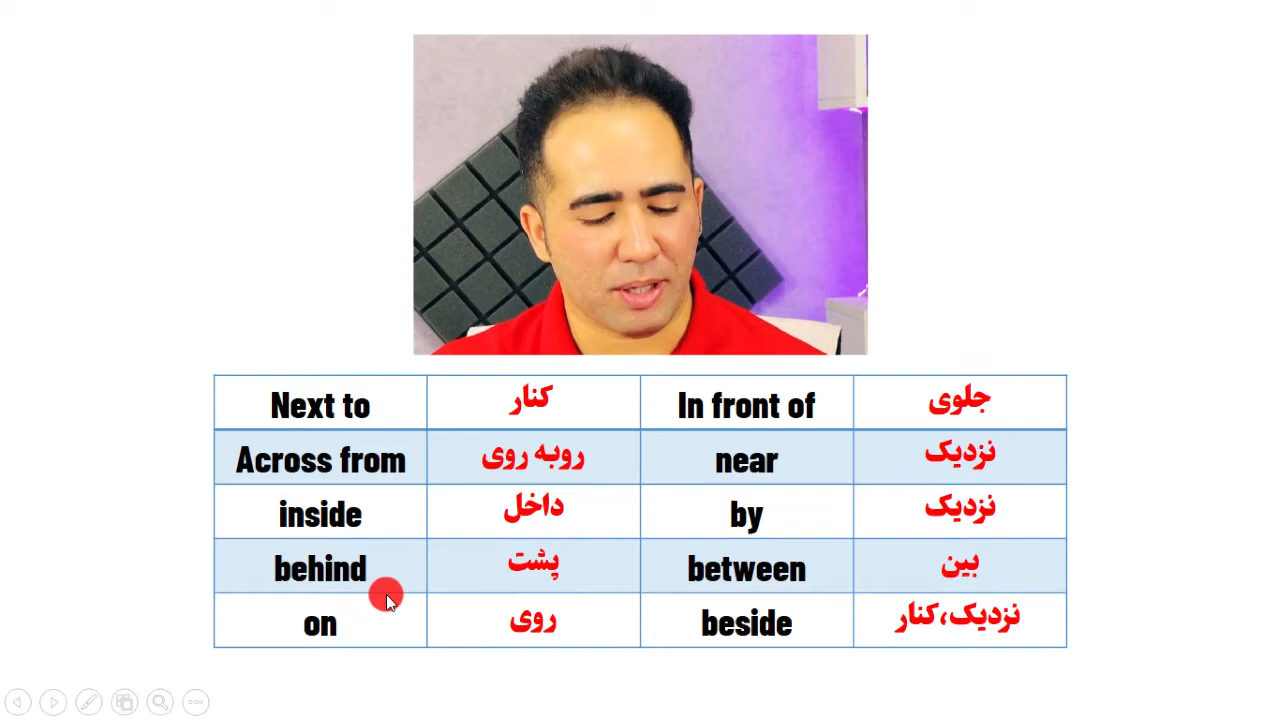 Next to کنار In front of جلوی
Across from روبه روی near نزدیک
inside داخل by نزدیک
behind پشت between بین
on روی beside نزدیک،کنار